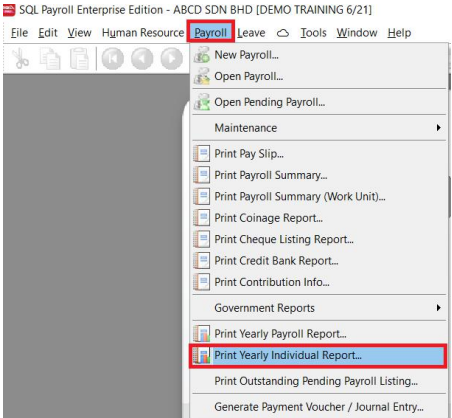 SQL Payroll Enterprise Edition - ABCD SDN BHD [DEMO TRAINING 6/21]
File Edit View Human Resource Payroll Leave Tools Window Help
New Payroll...
Open Payroll...
Open Pending Payroll...
Maintenance
Print Pay Slip...
Print Payroll Summary...
Print Payroll Summary (Work Unit)...
Print Coinage Report...
Print Cheque Listing Report...
Print Credit Bank Report...
Print Contribution Info...
Government Reports
Print Yearly Payroll Report...
Print Yearly Individual Report...
Print Outstanding Pending Payroll Listing...
Generate Payment Voucher / Journal Entry...